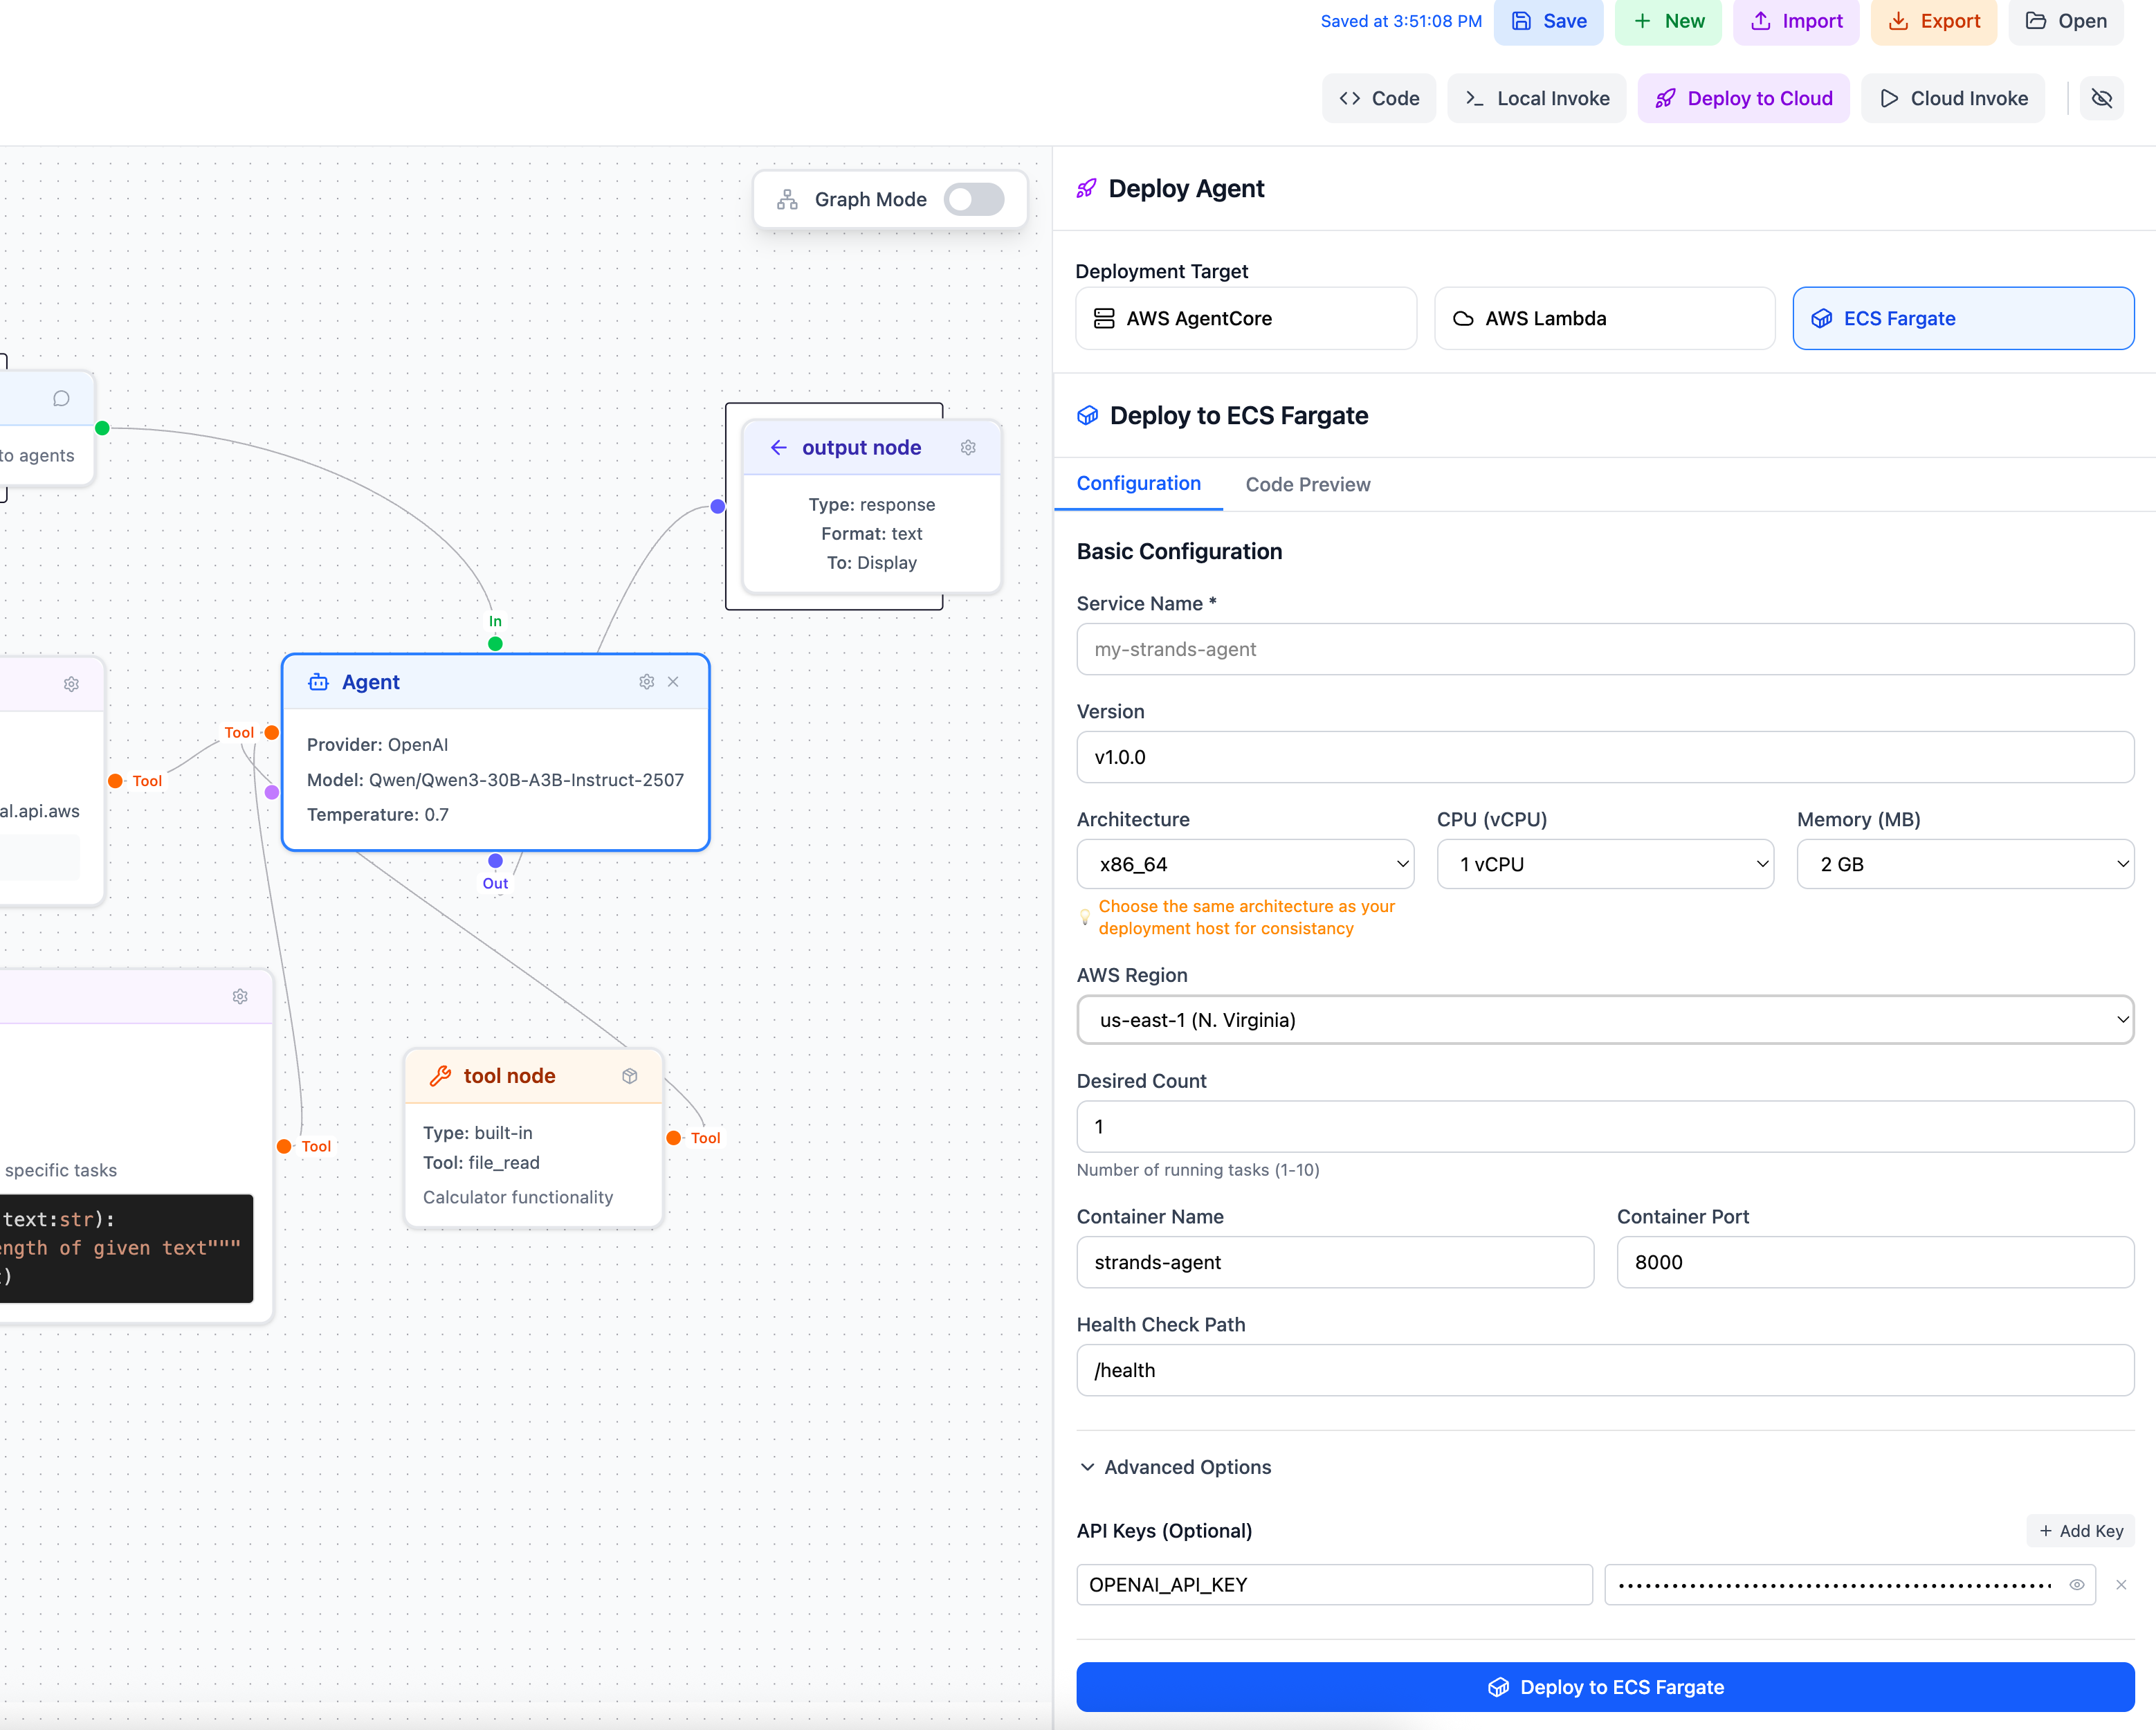 Saved at 3:51:08 PM
Save
New
Import
Export
Open
Code
Local Invoke
Deploy to Cloud
Cloud Invoke
Graph Mode
to agents
output node
Type: response
Format: text
To: Display
In
Agent
Provider: OpenAI
Model: Qwen/Qwen3-30B-A3B-Instruct-2507
Temperature: 0.7
Tool
Tool
al.api.aws
Out
tool node
Type: built-in
Tool: file_read
Calculator functionality
Tool
Tool
specific tasks
text:str):
ngth of given text"""
)
Deploy Agent
Deployment Target
AWS AgentCore
AWS Lambda
ECS Fargate
Deploy to ECS Fargate
Configuration
Code Preview
Basic Configuration
Service Name *
my-strands-agent
Version
v1.0.0
Architecture
CPU (vCPU)
Memory (MB)
x86_64
1 vCPU
2 GB
Choose the same architecture as your
deployment host for consistancy
AWS Region
us-east-1 (N. Virginia)
Desired Count
1
Number of running tasks (1-10)
Container Name
Container Port
strands-agent
8000
Health Check Path
/health
Advanced Options
API Keys (Optional)
Add Key
OPENAI_API_KEY
Deploy to ECS Fargate